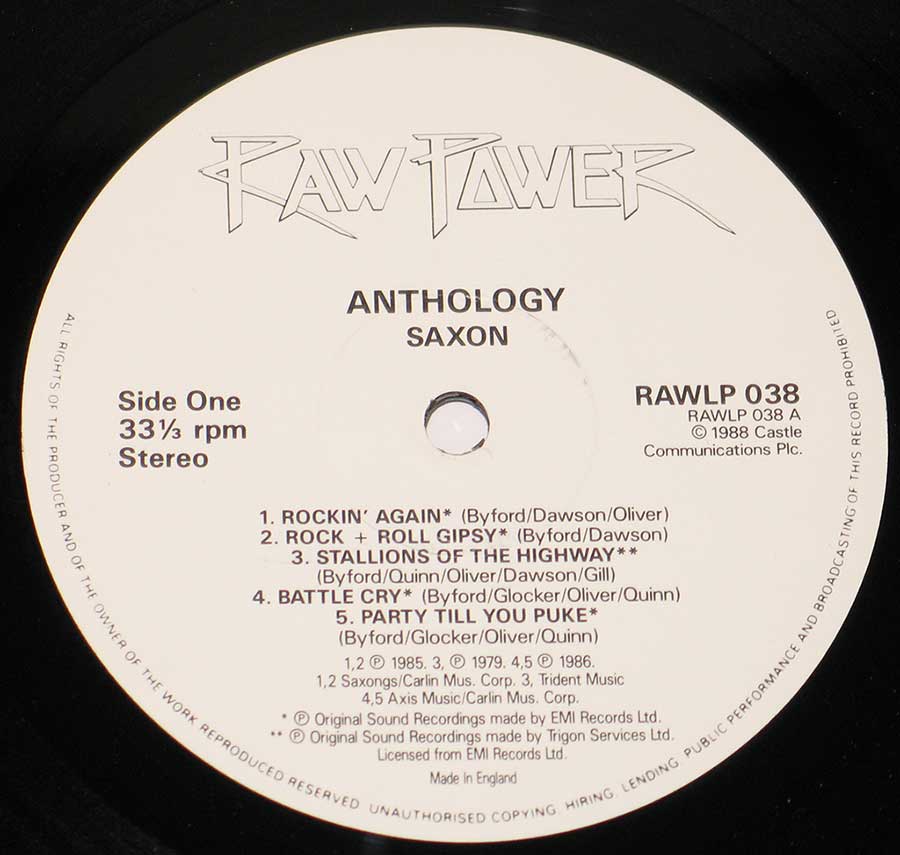 RAW POWER
ANTHOLOGY
SAXON
Side One
33⅓ rpm
Stereo
RAWLP 038
RAWLP 038 A
© 1988 Castle
Communications Plc.
1. ROCKIN' AGAIN* (Byford/Dawson/Oliver)
2. ROCK + ROLL GIPSY* (Byford/Dawson)
3. STALLIONS OF THE HIGHWAY**
(Byford/Quinn/Oliver/Dawson/Gill)
4. BATTLE CRY* (Byford/Glocker/Oliver/Quinn)
5. PARTY TILL YOU PUKE*
(Byford/Glocker/Oliver/Quinn)
1,2 ℗ 1985. 3, ℗ 1979. 4,5 ℗ 1986.
1,2 Saxongs/Carlin Mus. Corp. 3, Trident Music
4,5 Axis Music/Carlin Mus. Corp.
* ℗ Original Sound Recordings made by EMI Records Ltd.
** ℗ Original Sound Recordings made by Trigon Services Ltd.
Licensed from EMI Records Ltd.
Made in England
ALL RIGHTS OF THE PRODUCER AND OF THE OWNER OF THE WORK REPRODUCED RESERVED UNAUTHORISED COPYING, HIRING, LENDING, PUBLIC PERFORMANCE AND BROADCASTING OF THIS RECORD PROHIBITED